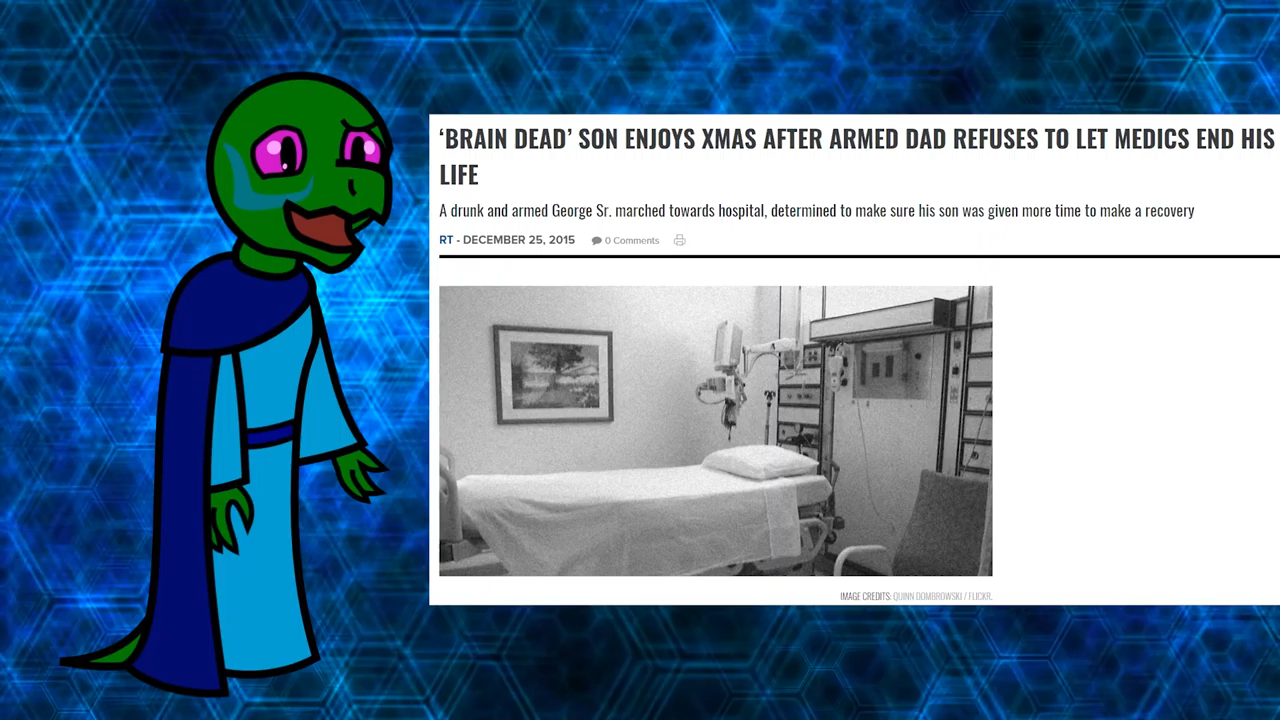 ‘BRAIN DEAD’ SON ENJOYS XMAS AFTER ARMED DAD REFUSES TO LET MEDICS END HIS
LIFE
A drunk and armed George Sr. marched towards hospital, determined to make sure his son was given more time to make a recovery
RT - DECEMBER 25, 2015 0 Comments
IMAGE CREDITS: QUINN DOMBROWSKI / FLICKR.